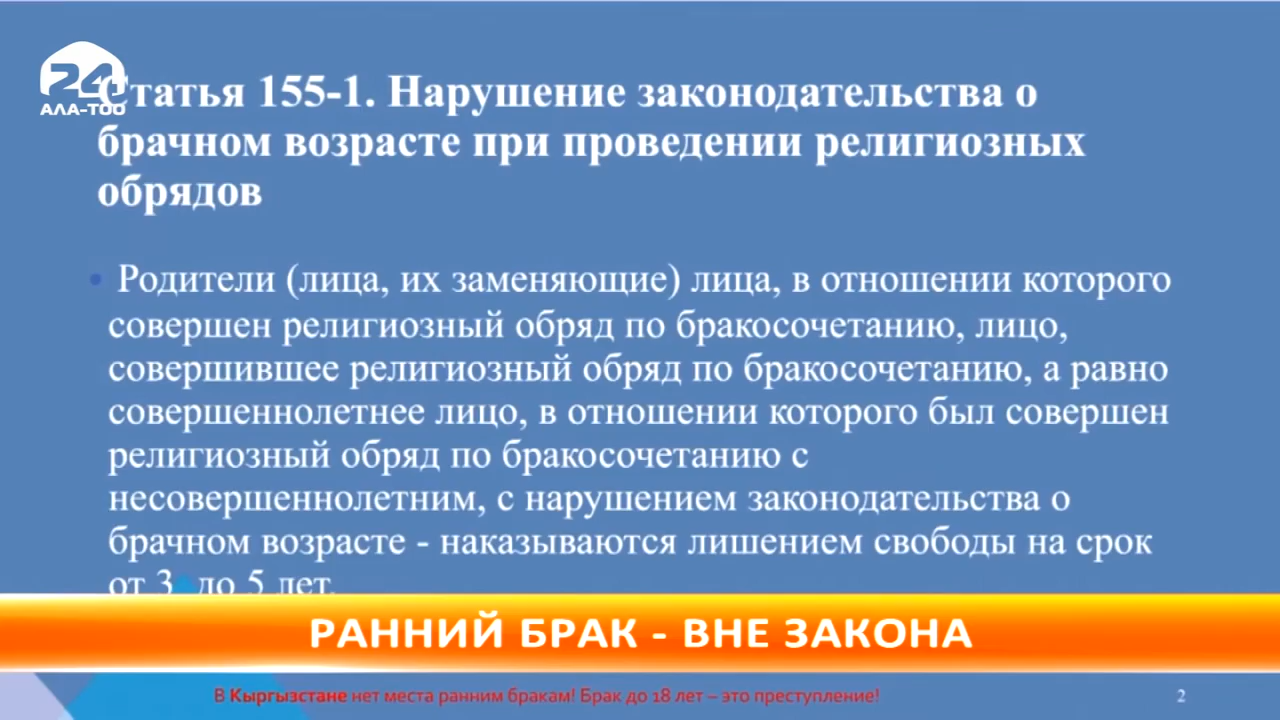 24
АЛА-ТОО
Статья 155-1. Нарушение законодательства о
брачном возрасте при проведении религиозных
обрядов
• Родители (лица, их заменяющие) лица, в отношении которого
совершен религиозный обряд по бракосочетанию, лицо,
совершившее религиозный обряд по бракосочетанию, а равно
совершеннолетнее лицо, в отношении которого был совершен
религиозный обряд по бракосочетанию с
несовершеннолетним, с нарушением законодательства о
брачном возрасте - наказываются лишением свободы на срок
от 3 до 5 лет.
РАННИЙ БРАК - ВНЕ ЗАКОНА
В Кыргызстане нет места ранним бракам! Брак до 18 лет – это преступление!
2